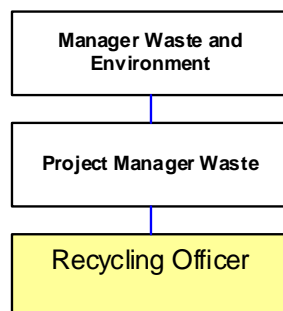 Manager Waste and
Environment
Project Manager Waste
Recycling Officer